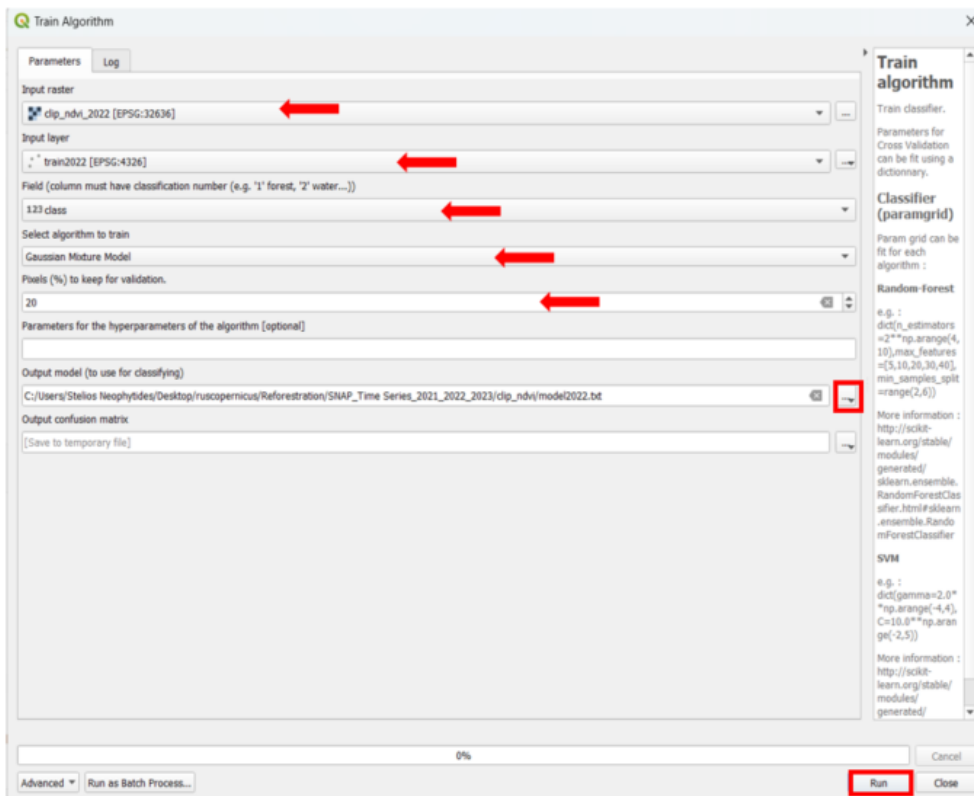 Train Algorithm
Parameters
Log
Input raster
clip_ndvi_2022 [EPSG:32636]
...
Input layer
train2022 [EPSG:4326]
Field (column must have classification number (e.g. '1' forest, '2' water...))
123 class
Select algorithm to train
Gaussian Mixture Model
Pixels (%) to keep for validation.
20
Parameters for the hyperparameters of the algorithm [optional]
Output model (to use for classifying)
C:/Users/Stelios Neophytides/Desktop/ruscopernicus/Reforestration/SNAP_Time Series_2021_2022_2023/clip_ndvi/model2022.txt
Output confusion matrix
[Save to temporary file]
Train
algorithm
Train classifier.
Parameters for
Cross Validation
can be fit using a
dictionnary.
Classifier
(paramgrid)
Param grid can be
fit for each
algorithm :
Random-Forest
e.g. :
dict(n_estimators
=2**np.arange(4,
10),max_features
=[5,10,20,30,40],
min_samples_split
=range(2,6))
More information :
http://scikit-
learn.org/stable/
modules/
generated/
sklearn.ensemble.
RandomForestClas
sifier.html#sklearn
.ensemble.Rando
mForestClassifier
SVM
e.g. :
dict(gamma=2.0*
*np.arange(-4,4),
C=10.0**np.aran
ge(-2,5))
More information :
http://scikit-
learn.org/stable/
modules/
generated/
0%
Cancel
Advanced
Run as Batch Process...
Run
Close